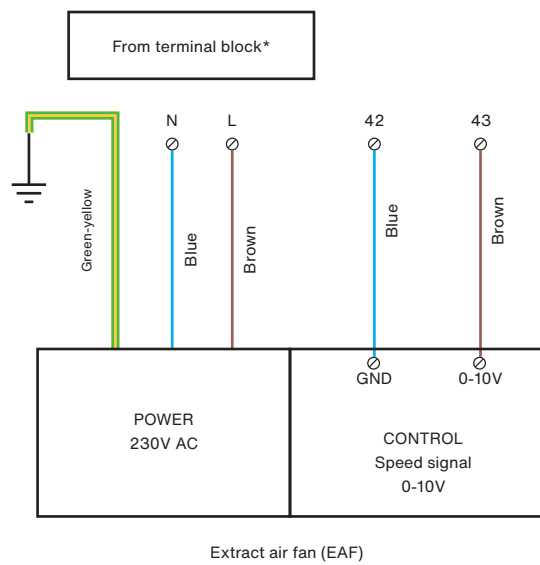 From terminal block*
N
L
42
43
Green-yellow
Blue
Brown
Blue
Brown
GND
0-10V
POWER
230V AC
CONTROL
Speed signal
0-10V
Extract air fan (EAF)